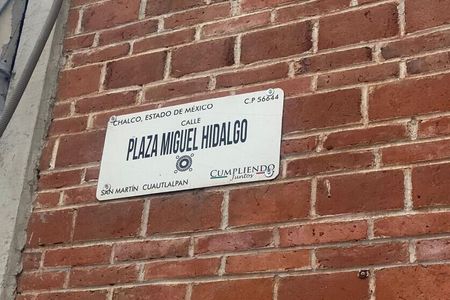 CHALCO, ESTADO DE MÉXICO C.P 56644
CALLE
PLAZA MIGUEL HIDALGO
SAN MARTÍN CUAUTLALPAN
CUMPLIENDO
Juntos